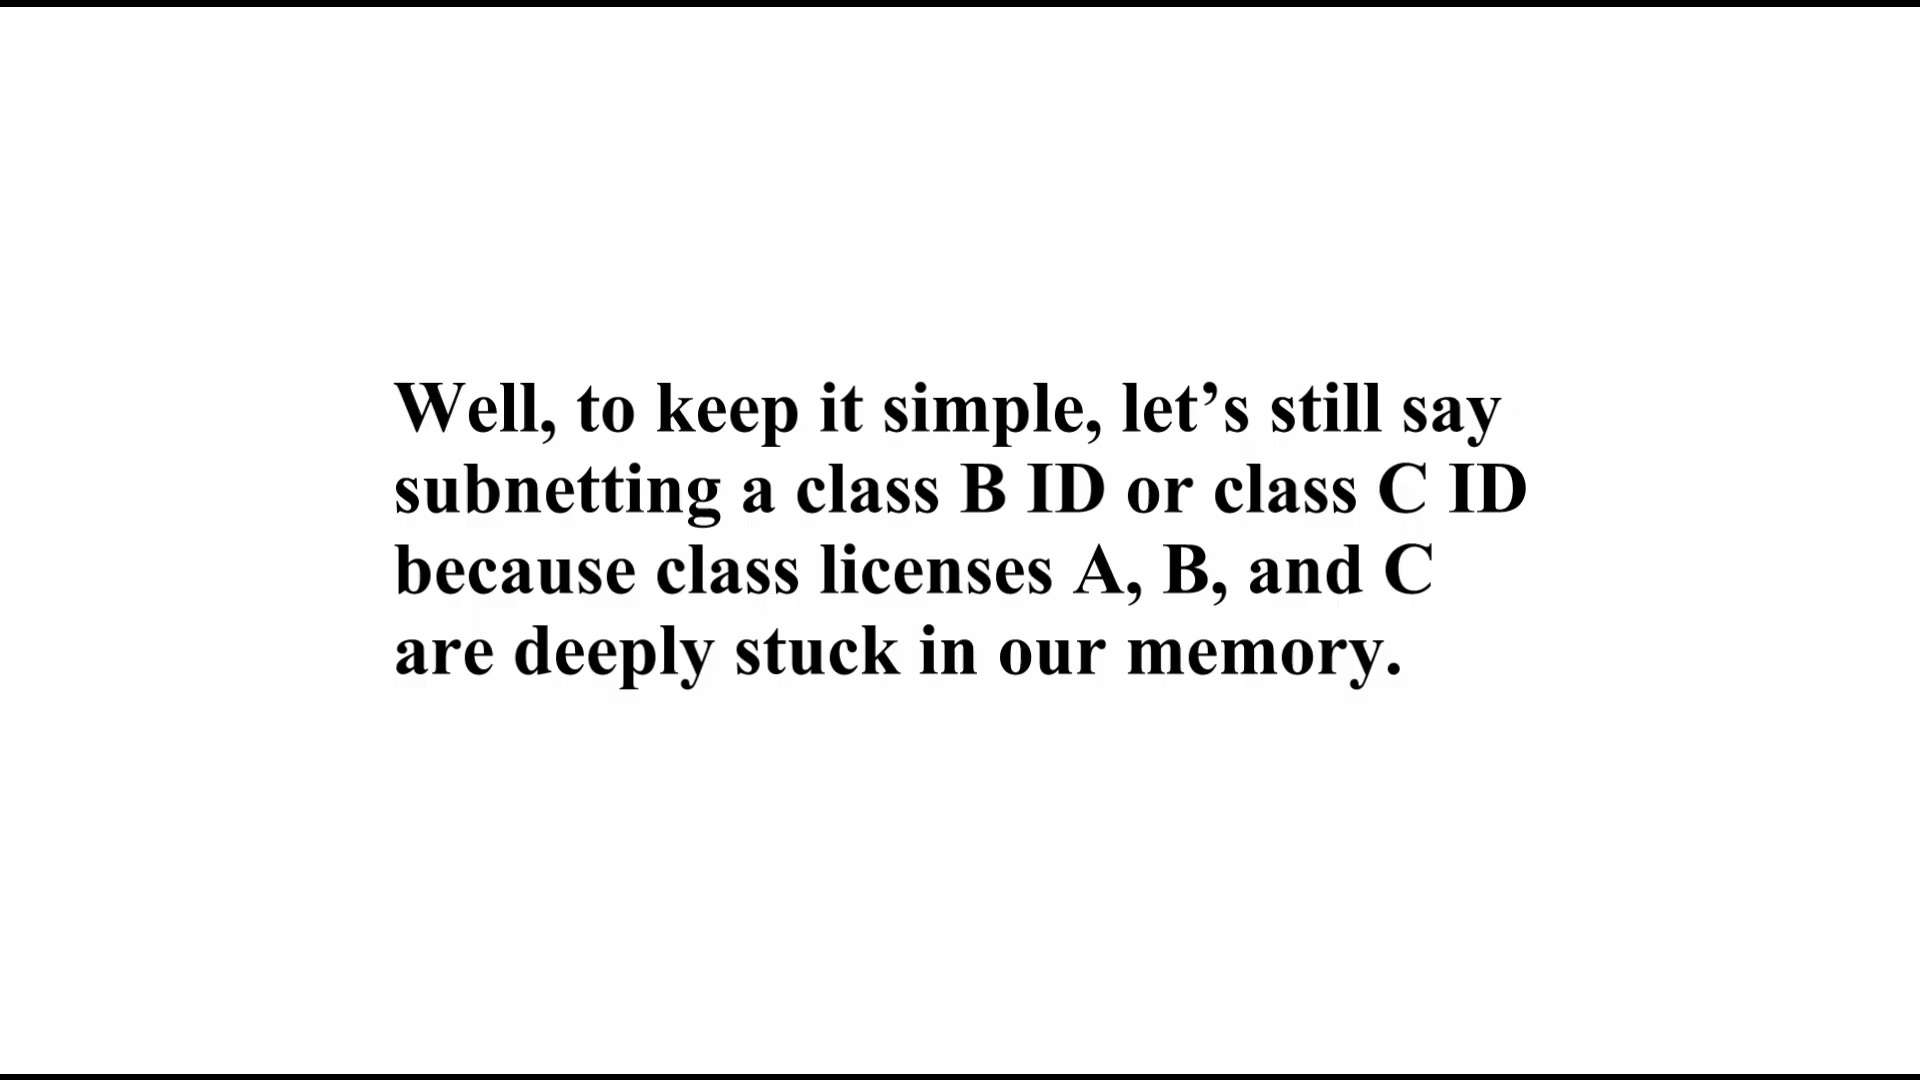 Well, to keep it simple, let’s still say
subnetting a class B ID or class C ID
because class licenses A, B, and C
are deeply stuck in our memory.